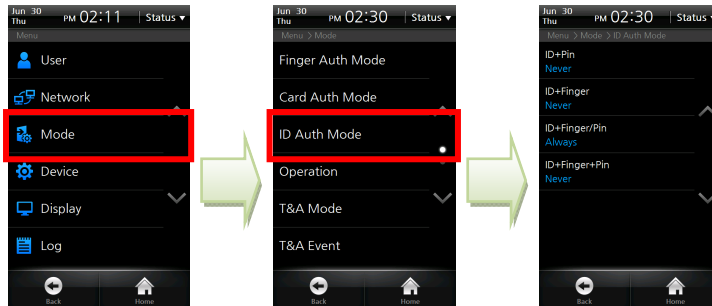 Jun 30
Thu
PM 02:11
Status ▾
Menu
User
Network
Mode
Device
Display
Log
Back
Home
Jun 30
Thu
PM 02:30
Status ▾
Menu > Mode
Finger Auth Mode
Card Auth Mode
ID Auth Mode
Operation
T&A Mode
T&A Event
Back
Home
Jun 30
Thu
PM 02:30
Status ▾
Menu > Mode > ID Auth Mode
ID+Pin
Never
ID+Finger
Never
ID+Finger/Pin
Always
ID+Finger+Pin
Never
Back
Home